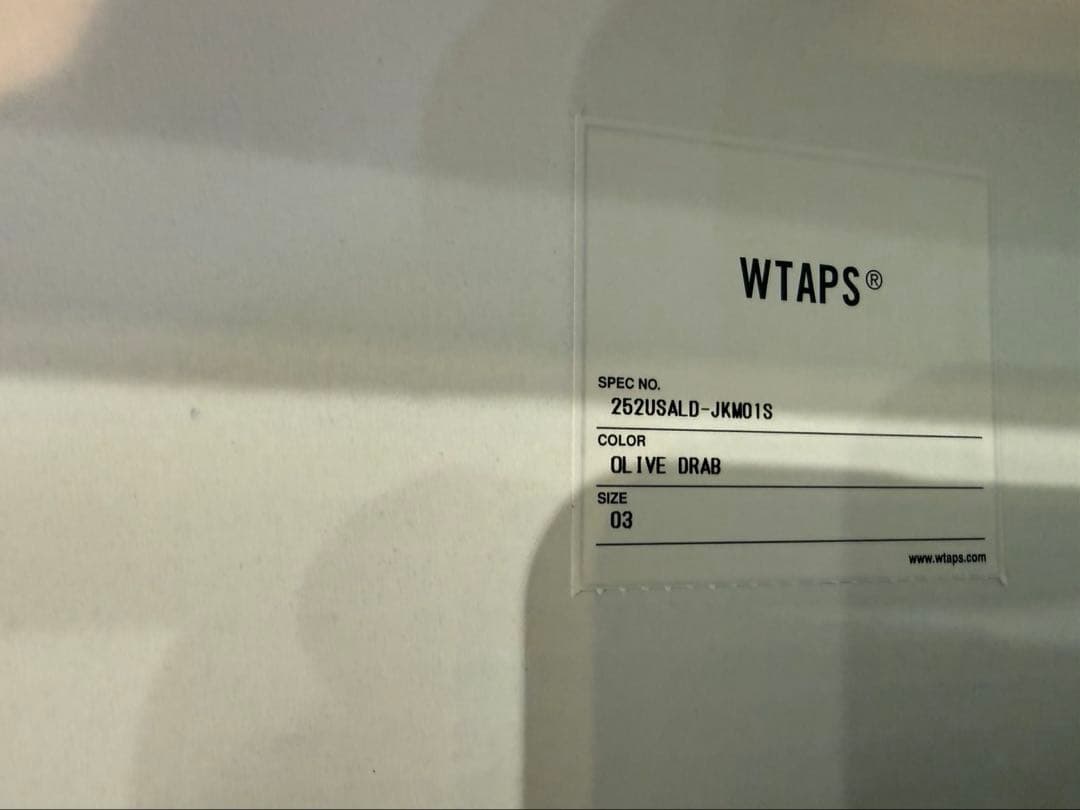 WTAPS®
SPEC NO.
252USALD-JKM01S
COLOR
OLIVE DRAB
SIZE
03
www.wtaps.com